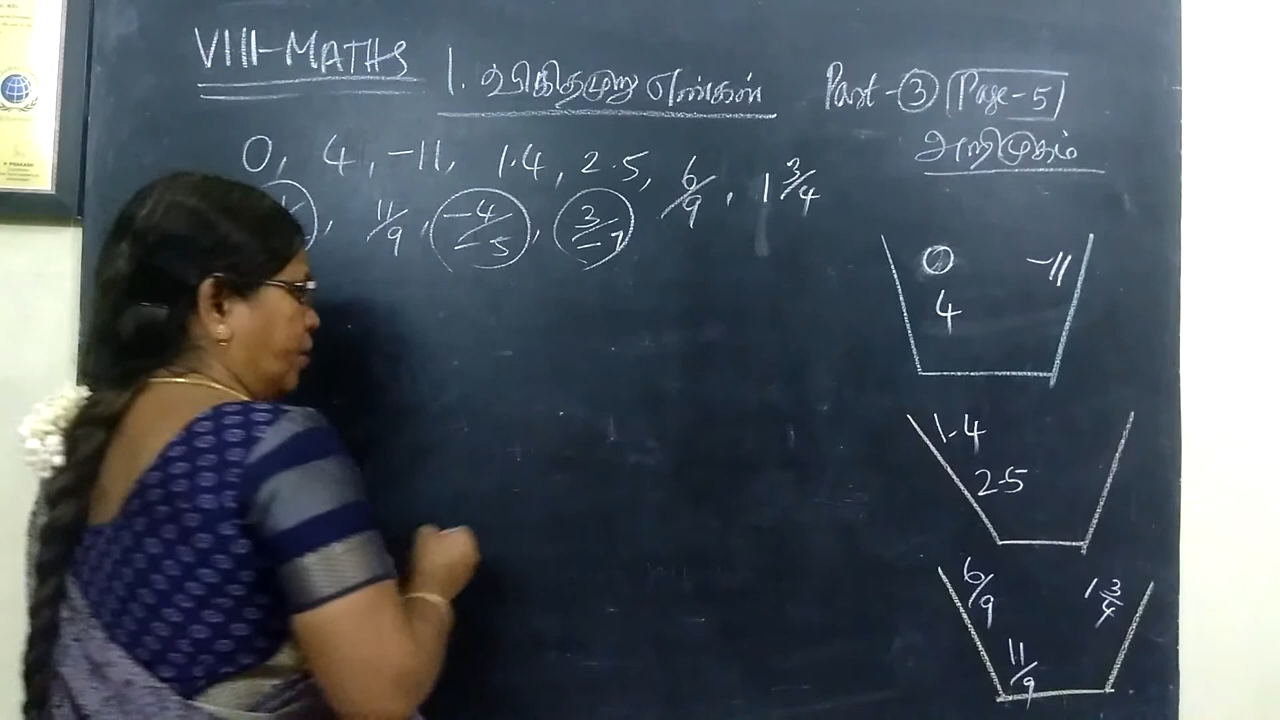 VIII-MATHS 1. விகிதமுறு எண்கள் Part-3 Page-5
அறிமுகம்
0, 4, -11, 1.4, 2.5, 6/9, 1 3/4
, 11/9, -4/-5, 3/-7
0 -11
4
1.4
2.5
6/9 1 3/4
11/9